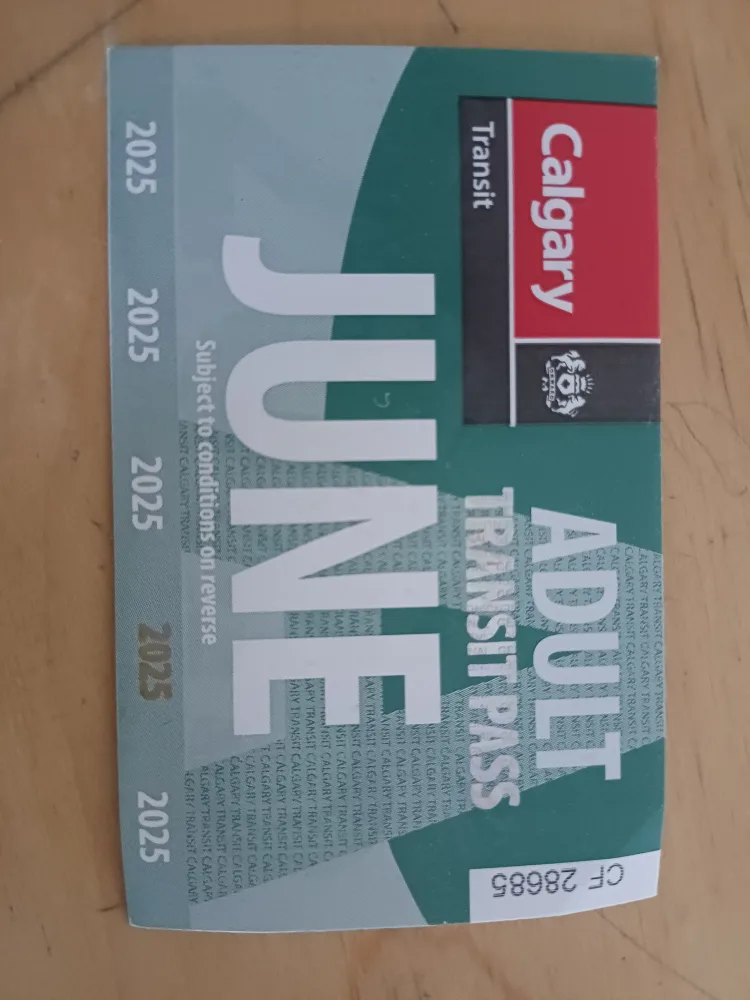 Calgary
Transit
ADULT
TRANSIT PASS
CF 28685
JUNE
Subject to conditions on reverse
2025 2025 2025 2025 2025